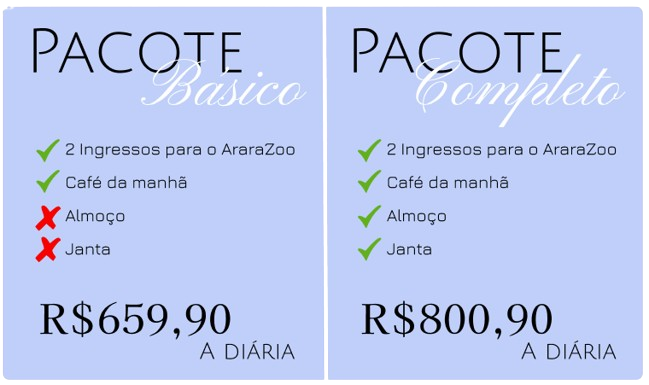 Pacote
Básico
2 Ingressos para o AraraZoo
Café da manhã
Almoço
Janta
R$659,90
A diária
Pacote
Completo
2 Ingressos para o AraraZoo
Café da manhã
Almoço
Janta
R$800,90
A diária